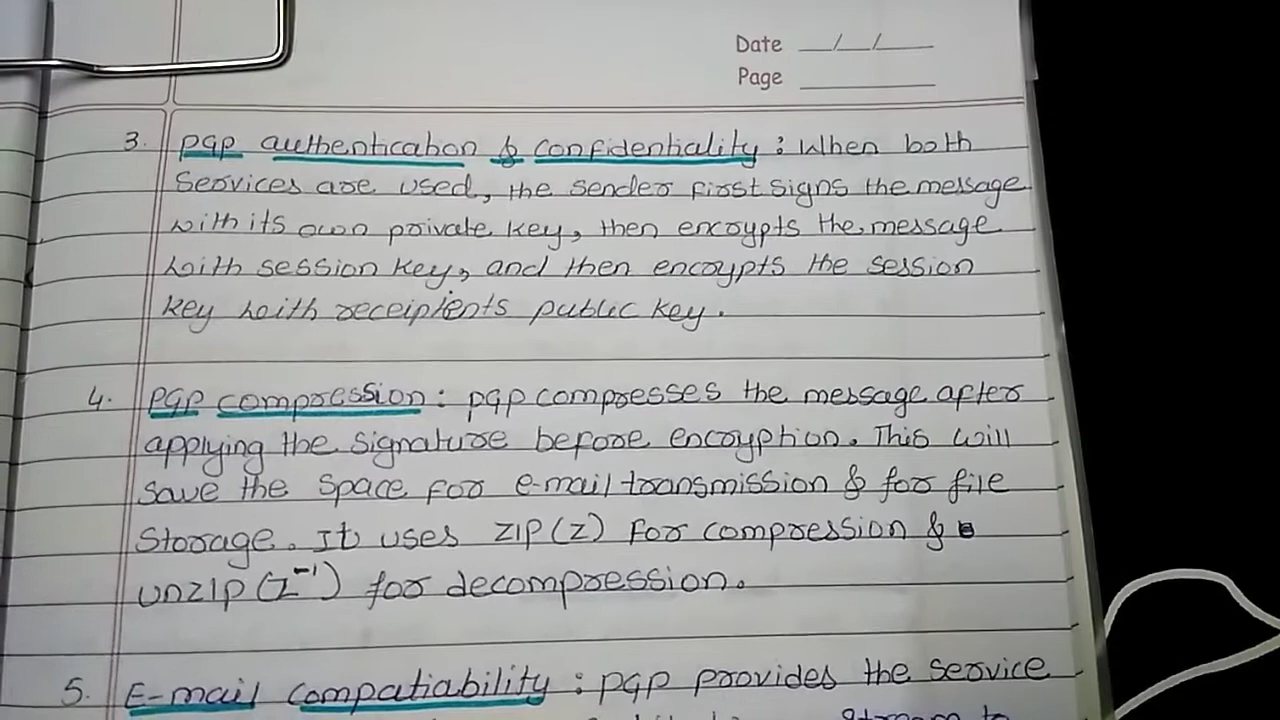 Date __/__/____
Page ________
3. PGP authentication & confidentiality : When both
services are used, the sender first signs the message
with its own private key, then encrypts the message
with session key, and then encypts the session
key with receipients public key.
4. PGP compression : PGP compresses the message after
applying the signature before encryption. This will
save the space for e-mail transmission & for file
storage. It uses ZIP (Z) for compression &
unzip (Z⁻¹) for decompression.
5. E-mail compatiability : PGP provides the service
stream to